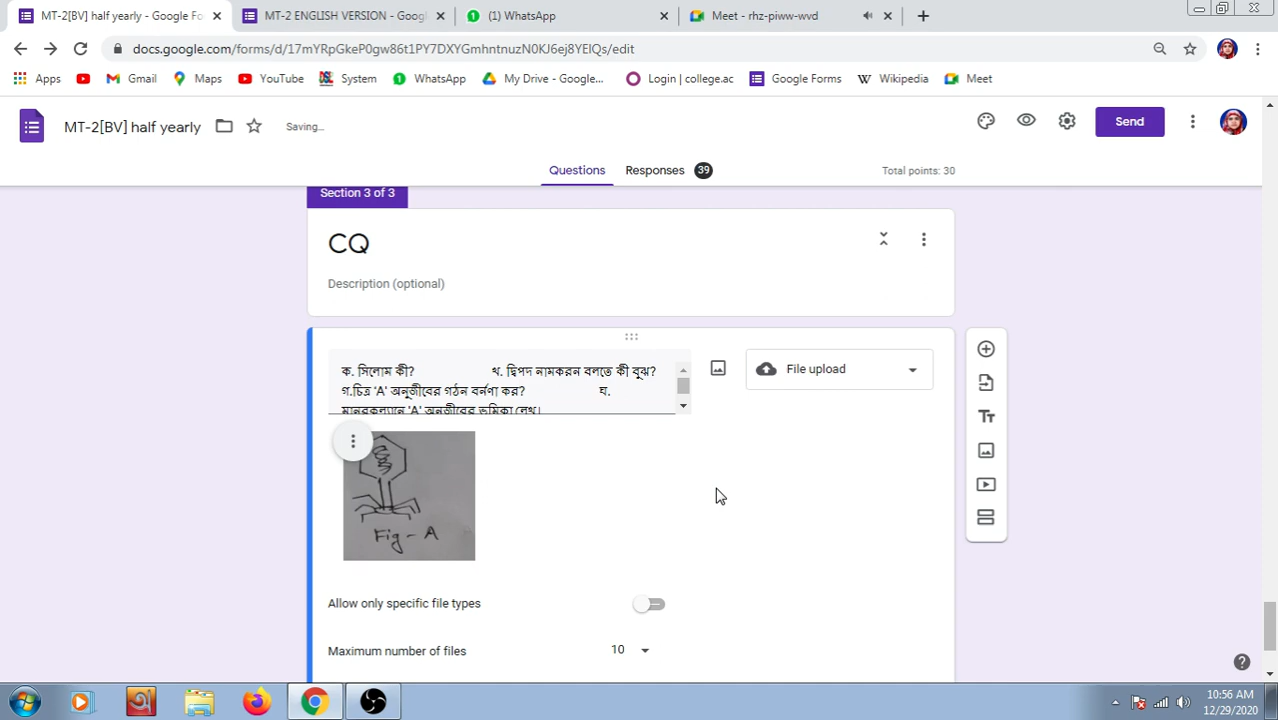 MT-2[BV] half yearly - Google Fo
MT-2 ENGLISH VERSION - Googl
(1) WhatsApp
Meet - rhz-piww-wvd
docs.google.com/forms/d/17mYRpGkeP0gw86t1PY7DXYGmhntnuzN0KJ6ej8YElQs/edit
Apps
Gmail
Maps
YouTube
System
WhatsApp
My Drive - Google...
Login | college.ac
Google Forms
Wikipedia
Meet
MT-2[BV] half yearly
Saving...
Send
Questions
Responses 39
Total points: 30
Section 3 of 3
CQ
Description (optional)
ক. সিলোম কী? খ. দ্বিপদ নামকরন বলতে কী বুঝ?
গ.চিত্র 'A' অনুজীবের গঠন বর্ননা কর? ঘ.
মানবকল্যানে 'A' অনুজীবের ভূমিকা লেখ।
File upload
Fig - A
Allow only specific file types
Maximum number of files
10
10:56 AM
12/29/2020